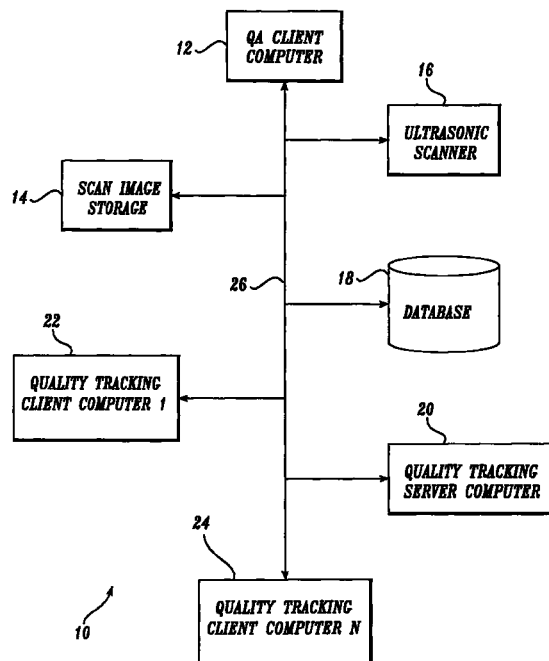 12
QA CLIENT
COMPUTER
16
ULTRASONIC
SCANNER
14
SCAN IMAGE
STORAGE
26
18
DATABASE
22
QUALITY TRACKING
CLIENT COMPUTER 1
20
QUALITY TRACKING
SERVER COMPUTER
24
QUALITY TRACKING
CLIENT COMPUTER N
10